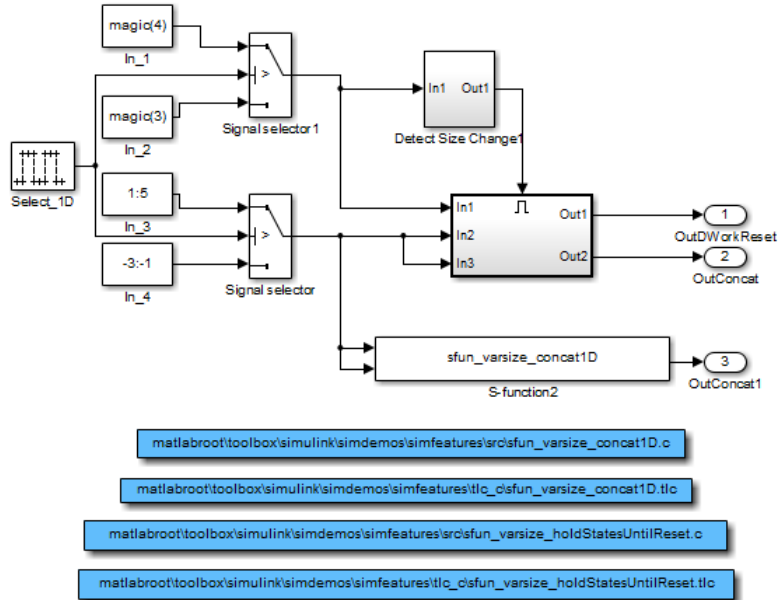 magic(4)
In_1
>
Signal selector1
magic(3)
In_2
In1 Out1
Detect Size Change1
Select_1D
1:5
In_3
>
-3:-1
In_4
Signal selector
In1
In2
In3
Out1
Out2
1
OutDWorkReset
2
OutConcat
sfun_varsize_concat1D
S-function2
3
OutConcat1
matlabroot\toolbox\simulink\simdemos\simfeatures\src\sfun_varsize_concat1D.c
matlabroot\toolbox\simulink\simdemos\simfeatures\tlc_c\sfun_varsize_concat1D.tlc
matlabroot\toolbox\simulink\simdemos\simfeatures\src\sfun_varsize_holdStatesUntilReset.c
matlabroot\toolbox\simulink\simdemos\simfeatures\tlc_c\sfun_varsize_holdStatesUntilReset.tlc